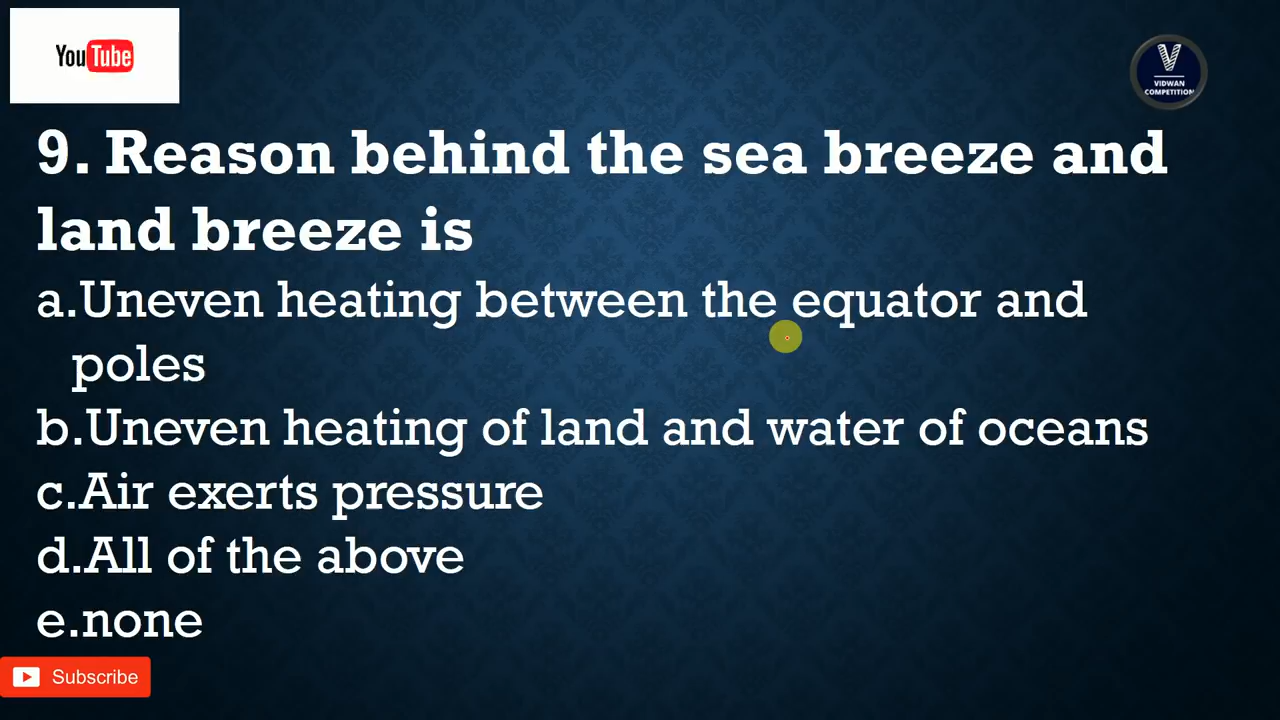 YouTube
V
VIDWAN
COMPETITION
9. Reason behind the sea breeze and
land breeze is
a.Uneven heating between the equator and
poles
b.Uneven heating of land and water of oceans
c.Air exerts pressure
d.All of the above
e.none
Subscribe